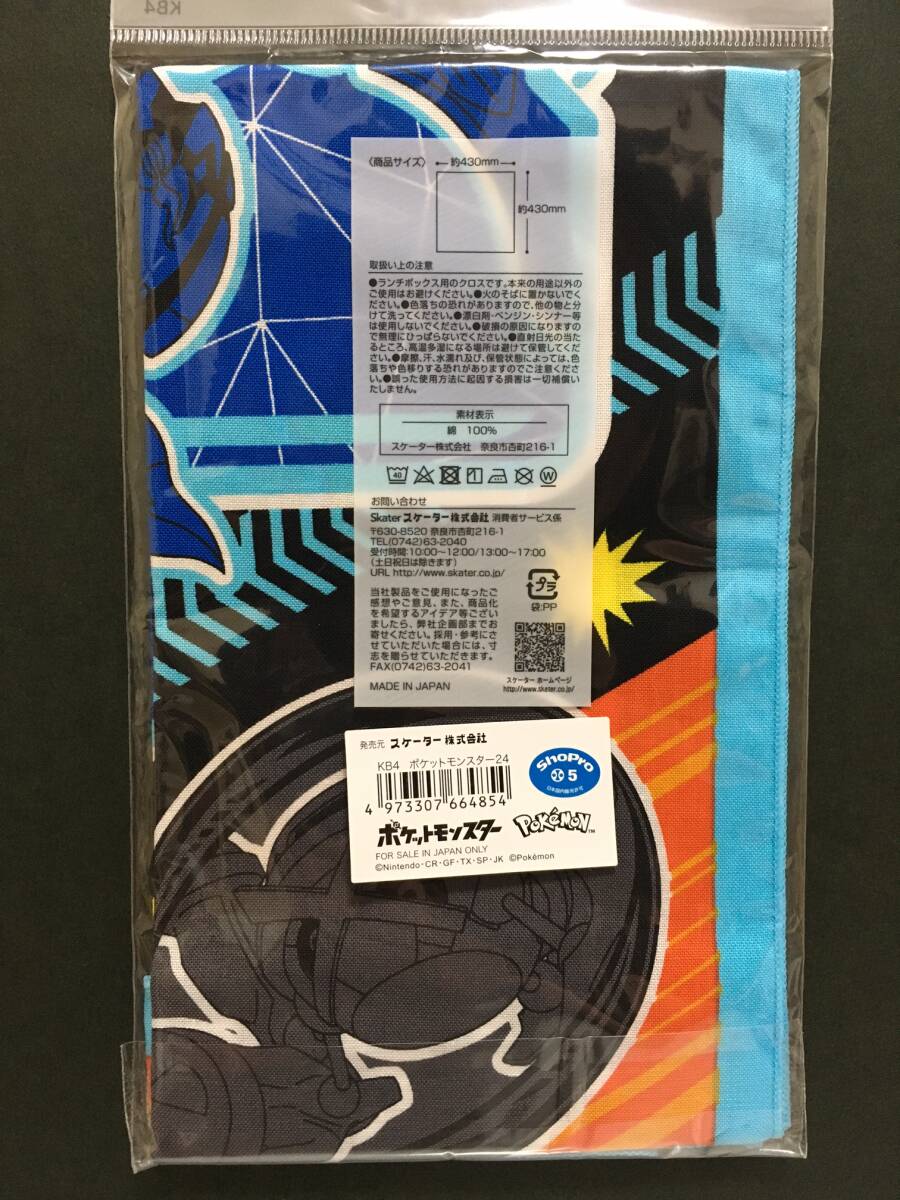 KB4
〈商品サイズ〉
約430mm
約430mm
取扱い上の注意
●ランチボックス用のクロスです。本来の用途以外の
ご使用はお避けください。●火のそばに置かないでく
ださい。●色落ちの恐れがありますので、他の物と分
けて洗ってください。●漂白剤・ベンジン・シンナー等
は使用しないでください。●破損の原因になりますの
で無理にひっぱらないでください。●直射日光の当た
るところ、高温多湿になる場所は避けて保管してくだ
さい。●摩擦、汗、水濡れ及び、保管状態によっては、色
落ちや色移りする恐れがありますのでご注意くださ
い。●誤った使用方法に起因する損害は一切補償い
たしません。
素材表示
綿 100%
スケーター株式会社 奈良市杏町216-1
40
W
お問い合わせ
Skater スケーター株式会社 消費者サービス係
〒630-8520 奈良市杏町216-1
TEL(0742)63-2040
受付時間:10:00〜12:00/13:00〜17:00
(土日祝日は除きます)
URL http://www.skater.co.jp/
プラ
袋:PP
当社製品をご使用になったご
感想やご意見、また、商品化
を希望するアイデア等ござい
ましたら、弊社企画部までお
寄せください。採用・参考にさ
せていただいた場合には、寸
志を贈らせていただきます。
FAX(0742)63-2041
スケーター ホームページ
http://www.skater.co.jp/
MADE IN JAPAN
発売元 スケーター株式会社
KB4 ポケットモンスター24
4 973307 664854
ShoPro
5
日本国内販売許可
ポケットモンスター
POKéMON™
FOR SALE IN JAPAN ONLY
©Nintendo・CR・GF・TX・SP・JK ©Pokémon